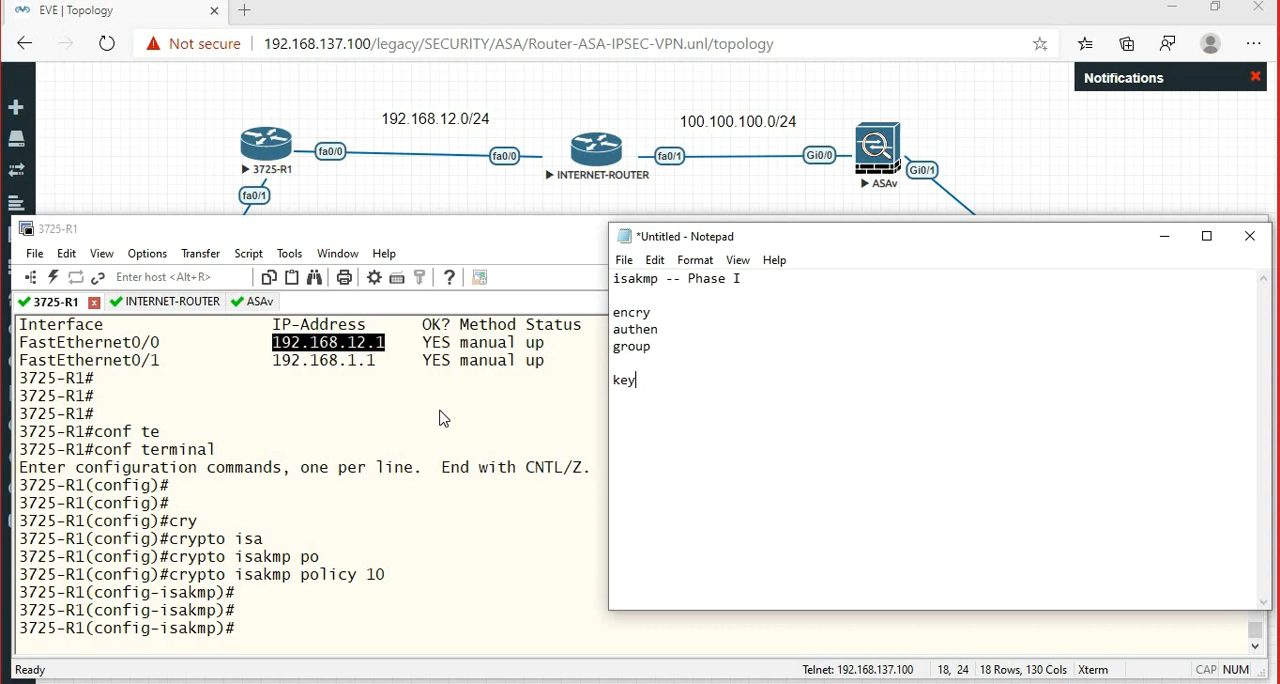 EVE | Topology
Not secure | 192.168.137.100/legacy/SECURITY/ASA/Router-ASA-IPSEC-VPN.unl/topology
Notifications
192.168.12.0/24
100.100.100.0/24
fa0/0
fa0/0
fa0/1
Gi0/0
Gi0/1
3725-R1
INTERNET-ROUTER
ASAv
fa0/1
3725-R1
File Edit View Options Transfer Script Tools Window Help
Enter host <Alt+R>
3725-R1 INTERNET-ROUTER ASAv
Interface IP-Address OK? Method Status
FastEthernet0/0 192.168.12.1 YES manual up
FastEthernet0/1 192.168.1.1 YES manual up
3725-R1#
3725-R1#
3725-R1#
3725-R1#conf te
3725-R1#conf terminal
Enter configuration commands, one per line. End with CNTL/Z.
3725-R1(config)#
3725-R1(config)#
3725-R1(config)#cry
3725-R1(config)#crypto isa
3725-R1(config)#crypto isakmp po
3725-R1(config)#crypto isakmp policy 10
3725-R1(config-isakmp)#
3725-R1(config-isakmp)#
3725-R1(config-isakmp)#
*Untitled - Notepad
File Edit Format View Help
isakmp -- Phase I
encry
authen
group
key
Ready
Telnet: 192.168.137.100 18, 24 18 Rows, 130 Cols Xterm CAP NUM